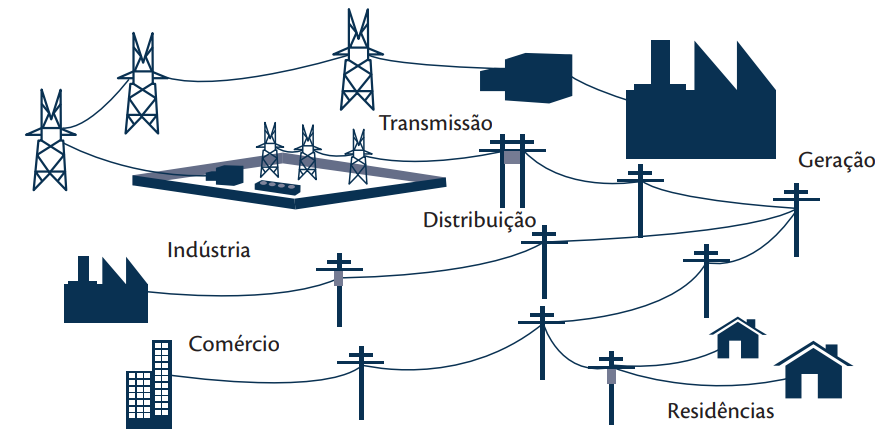 Transmissão
Geração
Distribuição
Indústria
Comércio
Residências